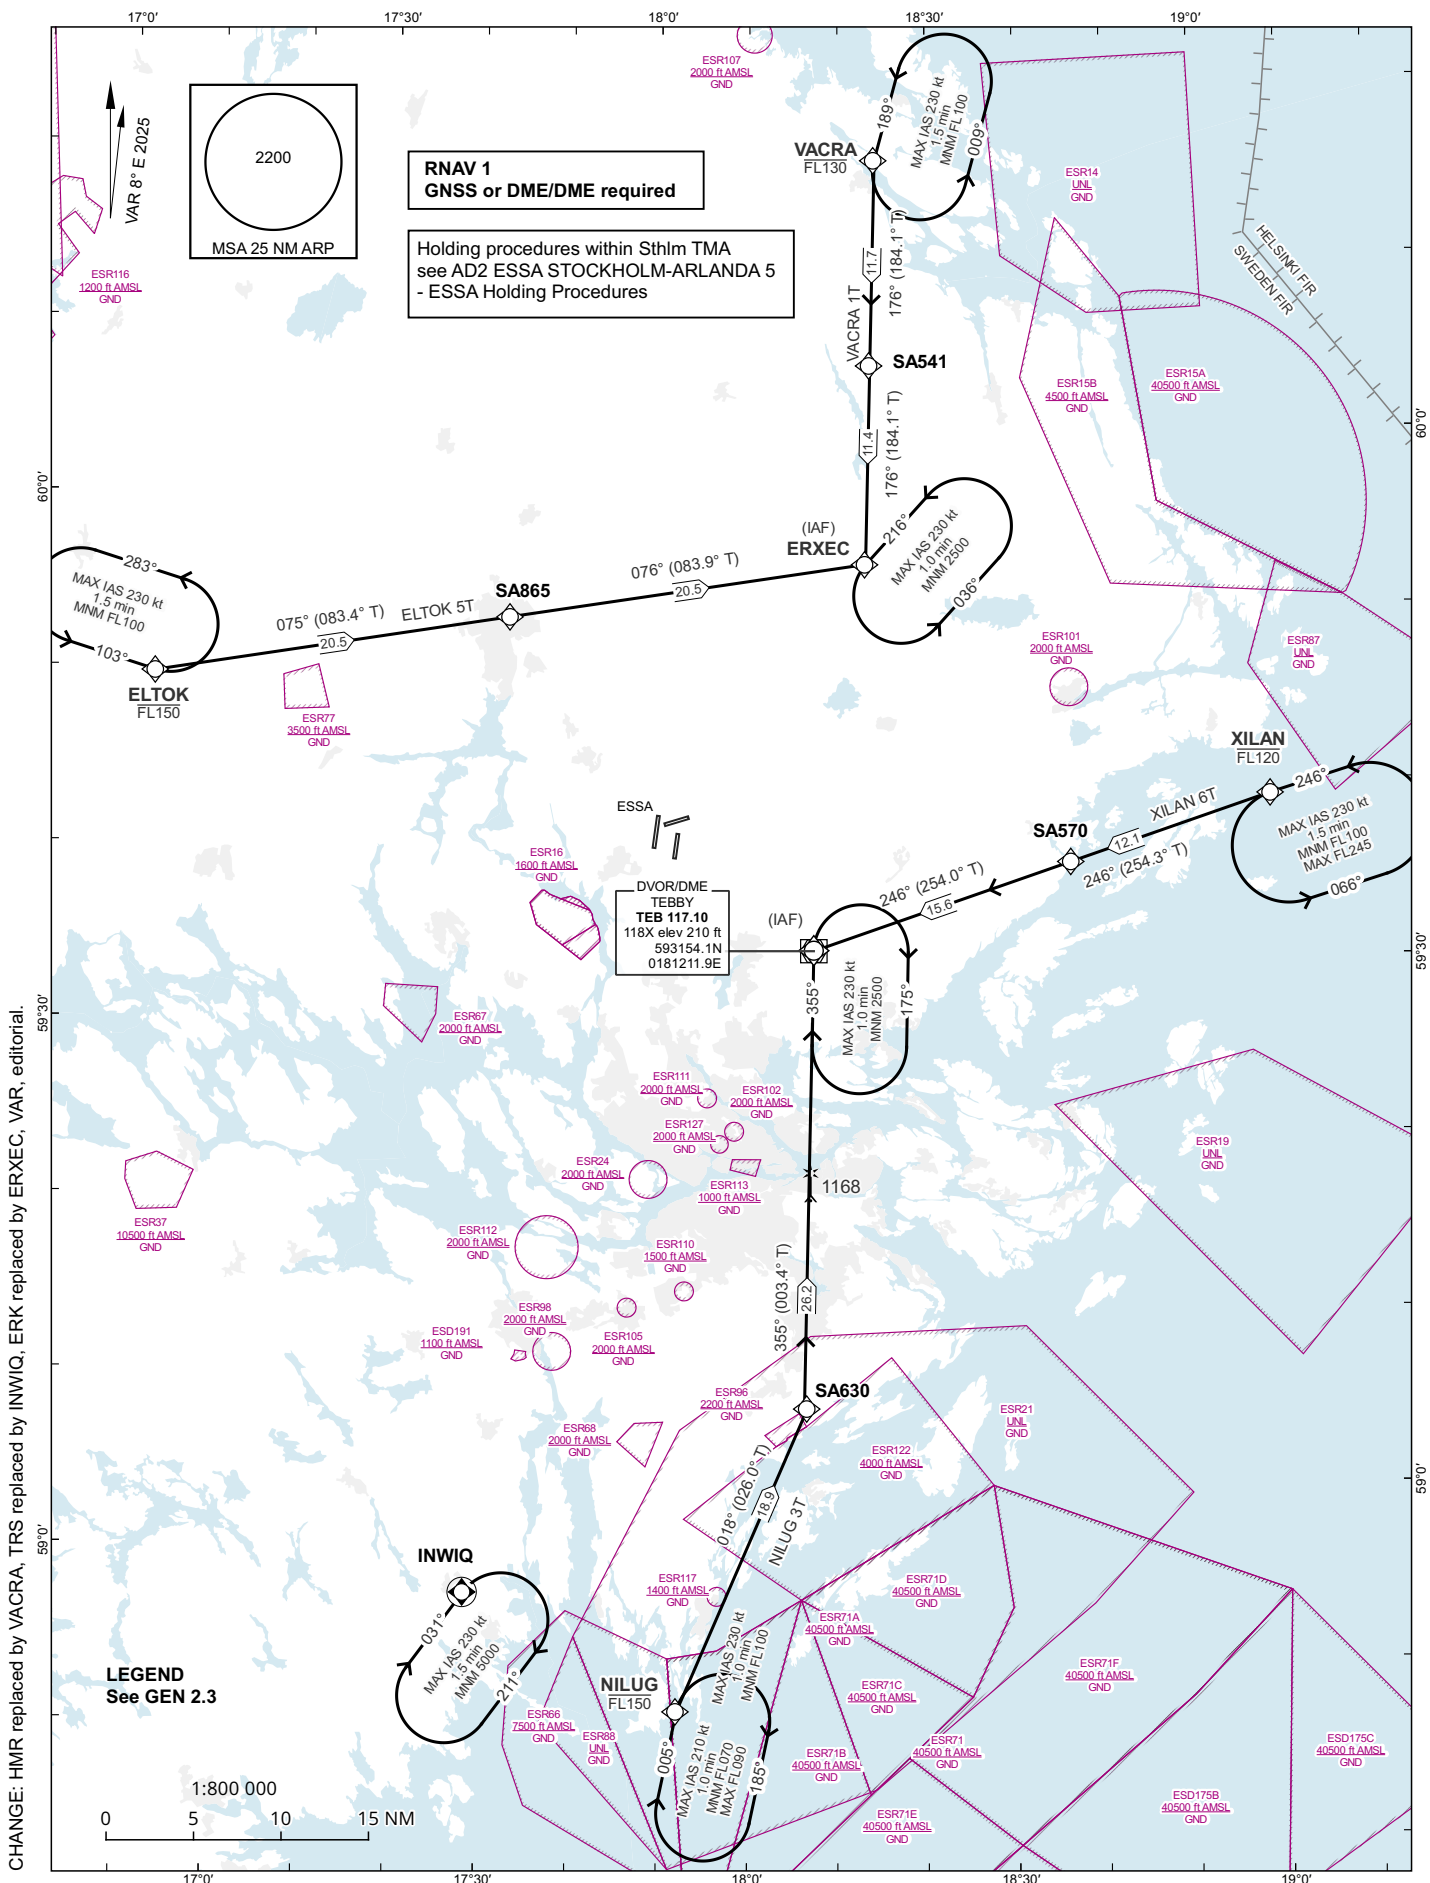 17°0'
17°30'
18°0'
18°30'
19°0'
VAR 8° E 2025
2200
MSA 25 NM ARP
RNAV 1
GNSS or DME/DME required
Holding procedures within Sthlm TMA
see AD2 ESSA STOCKHOLM-ARLANDA 5
- ESSA Holding Procedures
ESR107
2000 ft AMSL
GND
189°
MAX IAS 230 kt
1.5 min
MNM FL100
009°
VACRA
FL130
ESR14
UNL
GND
HELSINKI FIR
SWEDEN FIR
ESR116
1200 ft AMSL
GND
11.7
176° (184.1° T)
VACRA 1T
SA541
ESR15B
4500 ft AMSL
GND
ESR15A
40500 ft AMSL
GND
60°0'
11.4
176° (184.1° T)
60°0'
(IAF)
ERXEC
216°
MAX IAS 230 kt
1.0 min
MNM 2500
036°
283°
MAX IAS 230 kt
1.5 min
MNM FL100
103°
ELTOK
FL150
075° (083.4° T)
ELTOK 5T
20.5
SA865
076° (083.9° T)
20.5
ESR77
3500 ft AMSL
GND
ESR101
2000 ft AMSL
GND
ESR87
UNL
GND
XILAN
FL120
246°
MAX IAS 230 kt
1.5 min
MNM FL100
MAX FL245
066°
XILAN 6T
12.1
246° (254.3° T)
SA570
246° (254.0° T)
15.6
ESSA
ESR16
1600 ft AMSL
GND
DVOR/DME
TEBBY
TEB 117.10
118X elev 210 ft
593154.1N
0181211.9E
(IAF)
355°
MAX IAS 230 kt
1.0 min
MNM 2500
175°
59°30'
59°30'
ESR67
2000 ft AMSL
GND
ESR111
2000 ft AMSL
GND
ESR102
2000 ft AMSL
GND
ESR127
2000 ft AMSL
GND
ESR24
2000 ft AMSL
GND
ESR113
1000 ft AMSL
GND
1168
ESR19
UNL
GND
ESR37
10500 ft AMSL
GND
ESR112
2000 ft AMSL
GND
ESR110
1500 ft AMSL
GND
355° (003.4° T)
26.2
ESR98
2000 ft AMSL
GND
ESD191
1100 ft AMSL
GND
ESR105
2000 ft AMSL
GND
ESR96
2200 ft AMSL
GND
SA630
ESR21
UNL
GND
ESR68
2000 ft AMSL
GND
ESR122
4000 ft AMSL
GND
018° (026.0° T)
18.9
NILUG 3T
59°0'
59°0'
INWIQ
031°
MAX IAS 230 kt
1.5 min
MNM 5000
211°
ESR117
1400 ft AMSL
GND
ESR71D
40500 ft AMSL
GND
ESR71A
40500 ft AMSL
GND
ESR71F
40500 ft AMSL
GND
LEGEND
See GEN 2.3
NILUG
FL150
MAX IAS 230 kt
1.0 min
MNM FL100
005°
MAX IAS 210 kt
1.0 min
MNM FL070
MAX FL090
185°
ESR71C
40500 ft AMSL
GND
ESR66
7500 ft AMSL
GND
ESR88
UNL
GND
ESR71B
40500 ft AMSL
GND
ESR71
40500 ft AMSL
GND
ESD175C
40500 ft AMSL
GND
ESD175B
40500 ft AMSL
GND
ESR71E
40500 ft AMSL
GND
1:800 000
0 5 10 15 NM
17°0'
17°30'
18°0'
18°30'
19°0'
CHANGE: HMR replaced by VACRA, TRS replaced by INWIQ, ERK replaced by ERXEC, VAR, editorial.